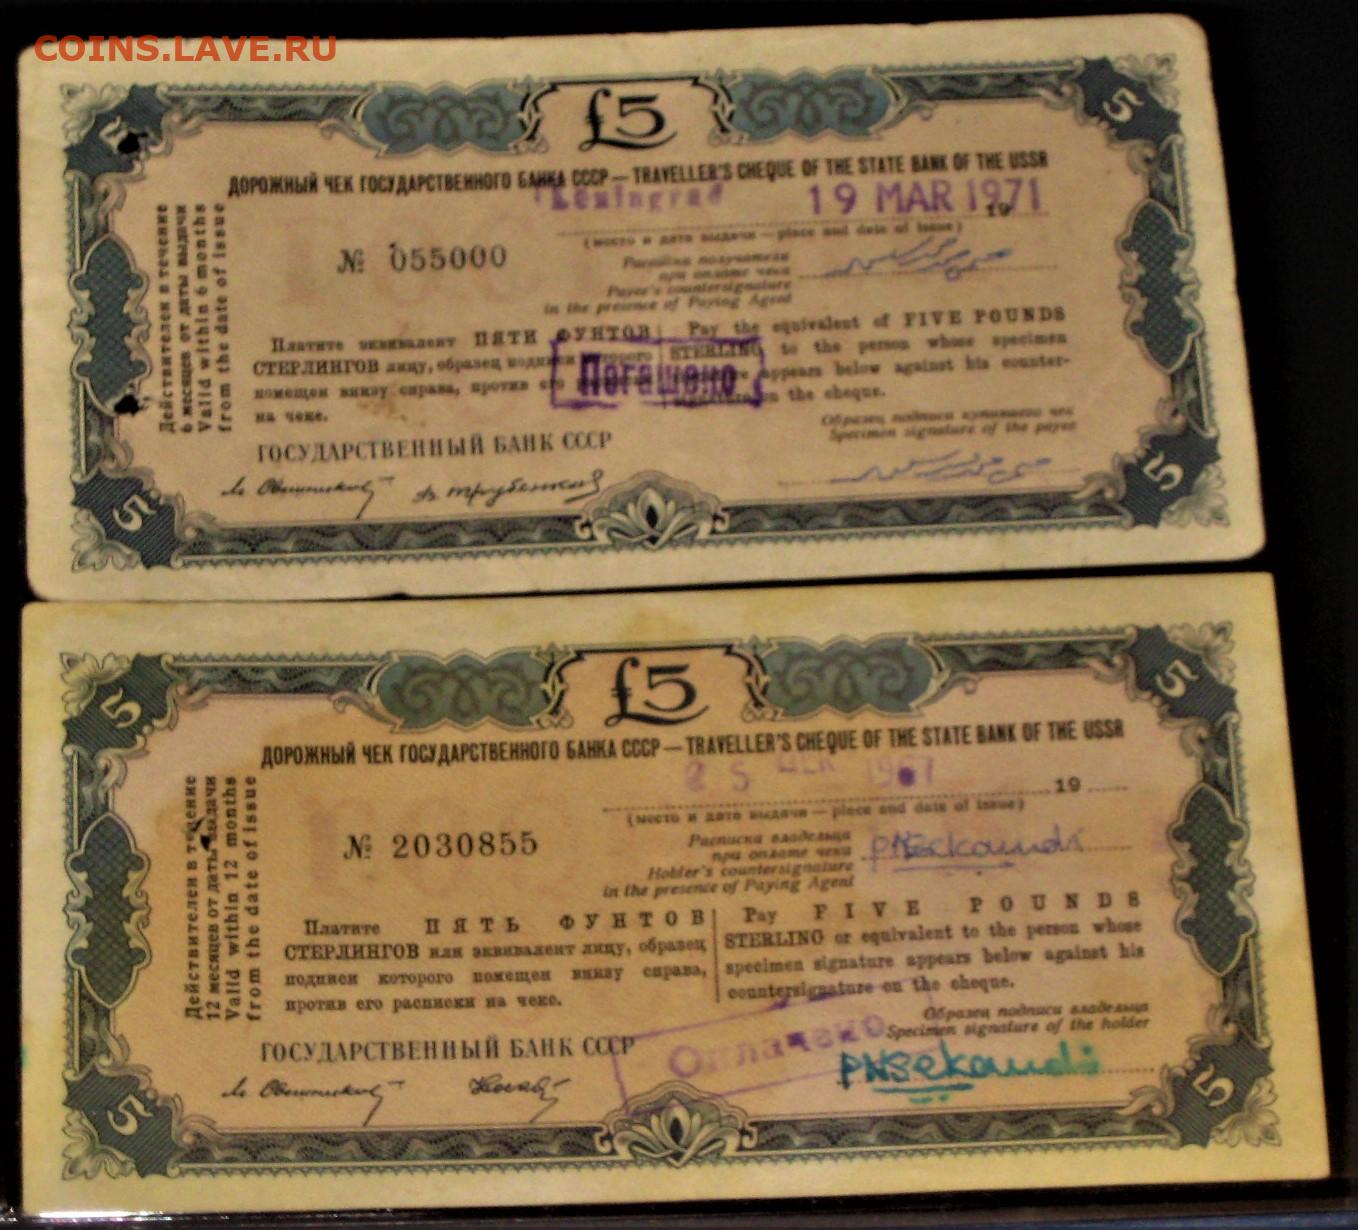 COINS.LAVE.RU
£5
5
ДОРОЖНЫЙ ЧЕК ГОСУДАРСТВЕННОГО БАНКА СССР — TRAVELLER'S CHEQUE OF THE STATE BANK OF THE USSR
Leningrad 19 MAR 1971
19
(место и дата выдачи — place and date of issue)
№ 055000
Расписка получателя
при оплате чека
Payee's countersignature
in the presence of Paying Agent
Действителен в течение
6 месяцев от даты выдачи
Valid within 6 months
from the date of issue
Платите эквивалент ПЯТИ ФУНТОВ
СТЕРЛИНГОВ лицу, образец подписи которого
помещен внизу справа, против его
на чеке.
Pay the equivalent of FIVE POUNDS
STERLING to the person whose specimen
appears below against his counter-
on the cheque.
Погашено
Образец подписи купившего чек
Specimen signature of the payee
ГОСУДАРСТВЕННЫЙ БАНК СССР
5
5
£5
5
5
ДОРОЖНЫЙ ЧЕК ГОСУДАРСТВЕННОГО БАНКА СССР — TRAVELLER'S CHEQUE OF THE STATE BANK OF THE USSR
19
(место и дата выдачи — place and date of issue)
№ 2030855
Расписка владельца
при оплате чека
Holder's countersignature
in the presence of Paying Agent
PNSekaundi
Действителен в течение
12 месяцев от даты выдачи
Valid within 12 months
from the date of issue
Платите ПЯТЬ ФУНТОВ
СТЕРЛИНГОВ или эквивалент лицу, образец
подписи которого помещен внизу справа,
против его расписки на чеке.
Pay FIVE POUNDS
STERLING or equivalent to the person whose
specimen signature appears below against his
countersignature on the cheque.
Оплачено
Образец подписи владельца
Specimen signature of the holder
PNSekaundi
ГОСУДАРСТВЕННЫЙ БАНК СССР
5
5